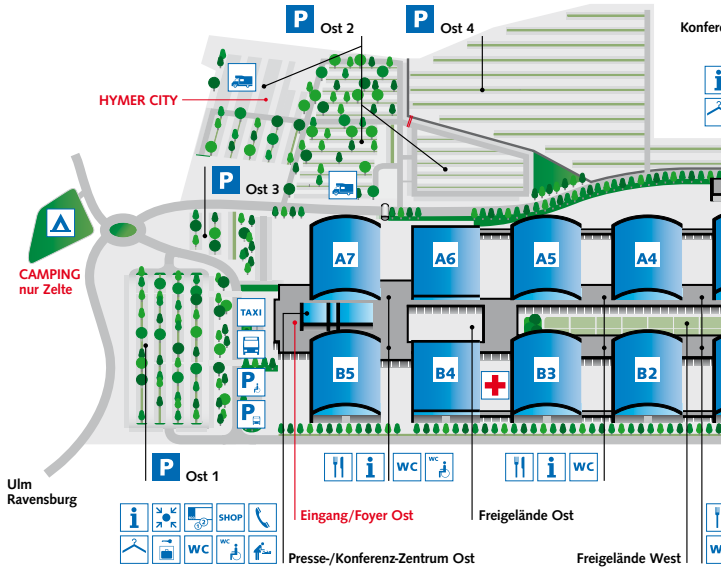 P Ost 2
P Ost 4
Konferen
HYMER CITY
P Ost 3
CAMPING
nur Zelte
A7
A6
A5
A4
TAXI
B5
B4
B3
B2
P
P
P Ost 1
WC
WC
WC
Ulm
Ravensburg
SHOP
Eingang/Foyer Ost
Freigelände Ost
WC
WC
Presse-/Konferenz-Zentrum Ost
Freigelände West